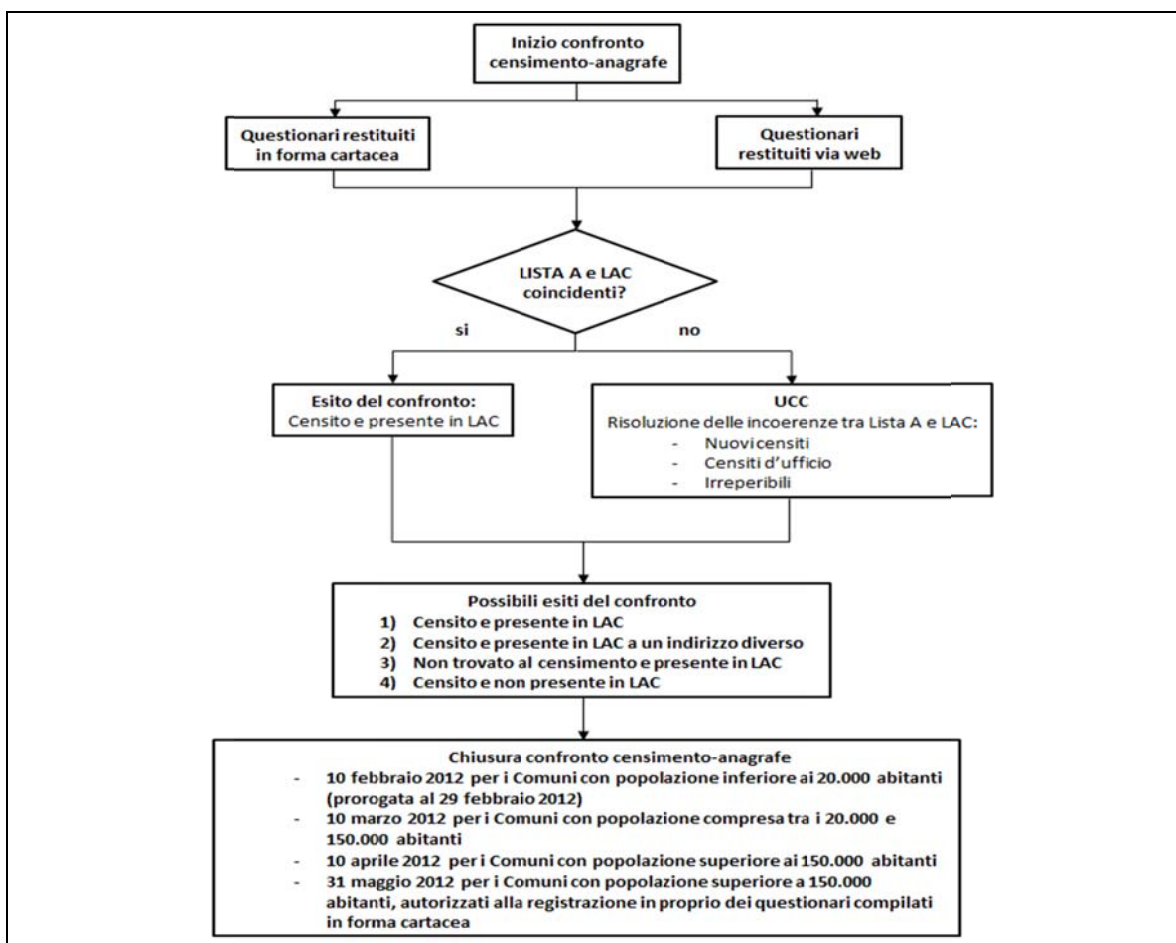 Inizio confronto
censimento-anagrafe
Questionari restituiti
in forma cartacea
Questionari
restituiti via web
LISTA A e LAC
coincidenti?
si
no
Esito del confronto:
Censito e presente in LAC
UCC
Risoluzione delle incoerenze tra Lista A e LAC:
- Nuovi censiti
- Censiti d'ufficio
- Irreperibili
Possibili esiti del confronto
1) Censito e presente in LAC
2) Censito e presente in LAC a un indirizzo diverso
3) Non trovato al censimento e presente in LAC
4) Censito e non presente in LAC
Chiusura confronto censimento-anagrafe
- 10 febbraio 2012 per i Comuni con popolazione inferiore ai 20.000 abitanti
(prorogata al 29 febbraio 2012)
- 10 marzo 2012 per i Comuni con popolazione compresa tra i 20.000 e
150.000 abitanti
- 10 aprile 2012 per i Comuni con popolazione superiore ai 150.000 abitanti
- 31 maggio 2012 per i Comuni con popolazione superiore a 150.000
abitanti, autorizzati alla registrazione in proprio dei questionari compilati
in forma cartacea